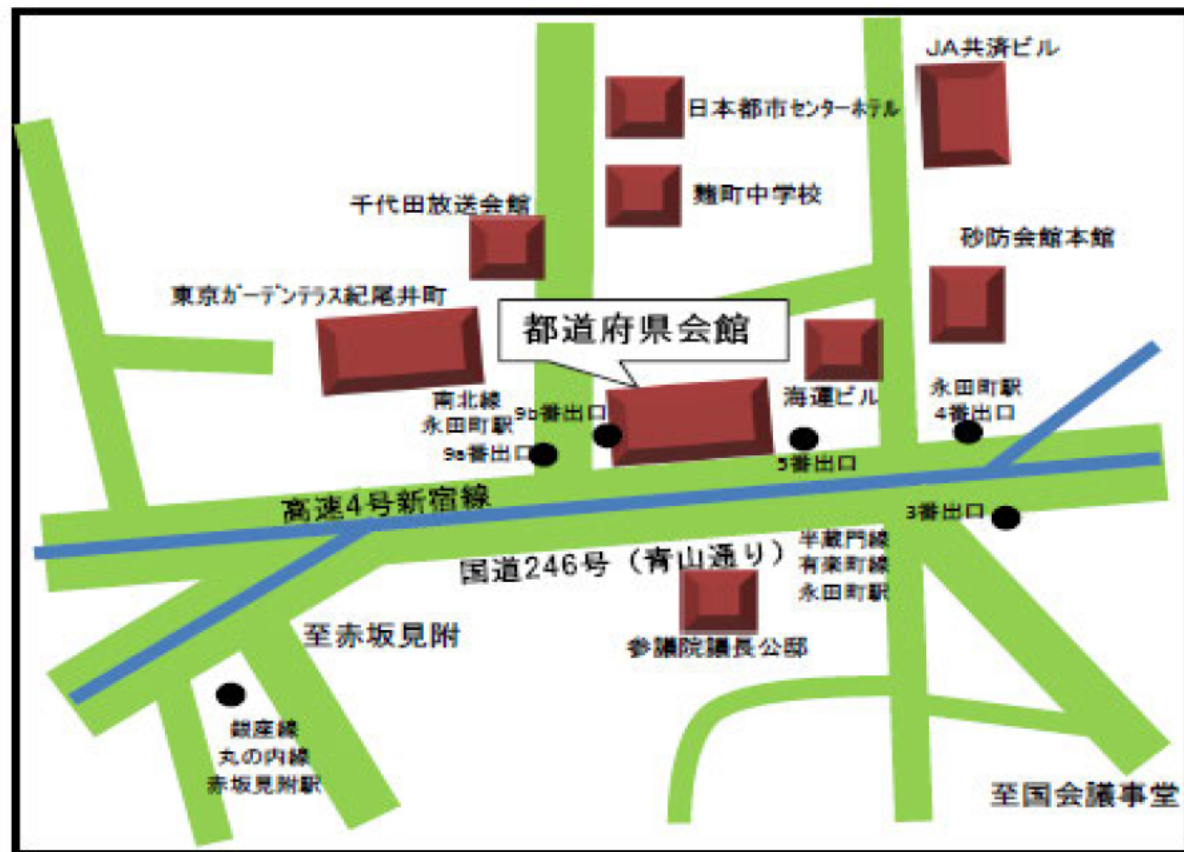 JA共済ビル
日本都市センターホテル
麹町中学校
千代田放送会館
砂防会館本館
東京ガーデンテラス紀尾井町
都道府県会館
南北線
永田町駅
9a番出口
9b番出口
海運ビル
5番出口
永田町駅
4番出口
高速4号新宿線
3番出口
国道246号（青山通り）
半蔵門線
有楽町線
永田町駅
至赤坂見附
参議院議長公邸
銀座線
丸の内線
赤坂見附駅
至国会議事堂